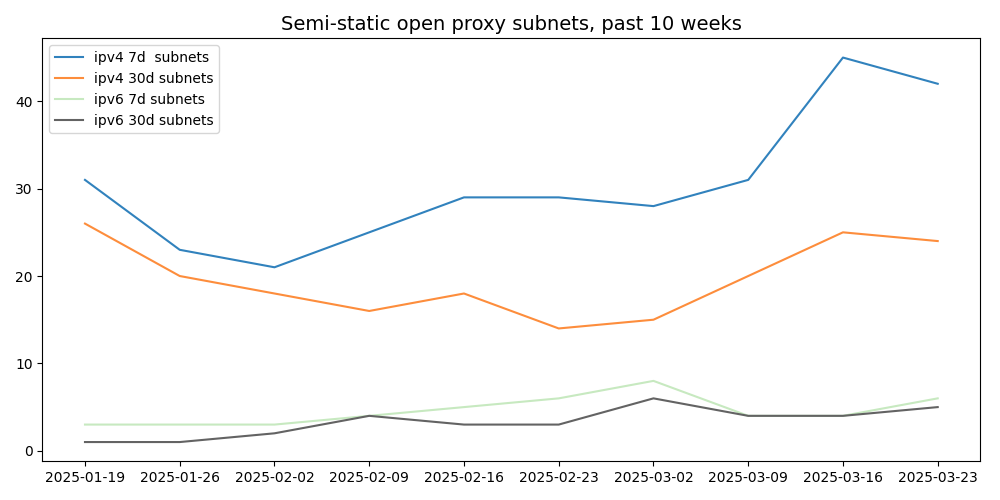 Semi-static open proxy subnets, past 10 weeks
ipv4 7d  subnets
ipv4 30d subnets
ipv6 7d subnets
ipv6 30d subnets
40
30
20
10
0
2025-01-19 2025-01-26 2025-02-02 2025-02-09 2025-02-16 2025-02-23 2025-03-02 2025-03-09 2025-03-16 2025-03-23